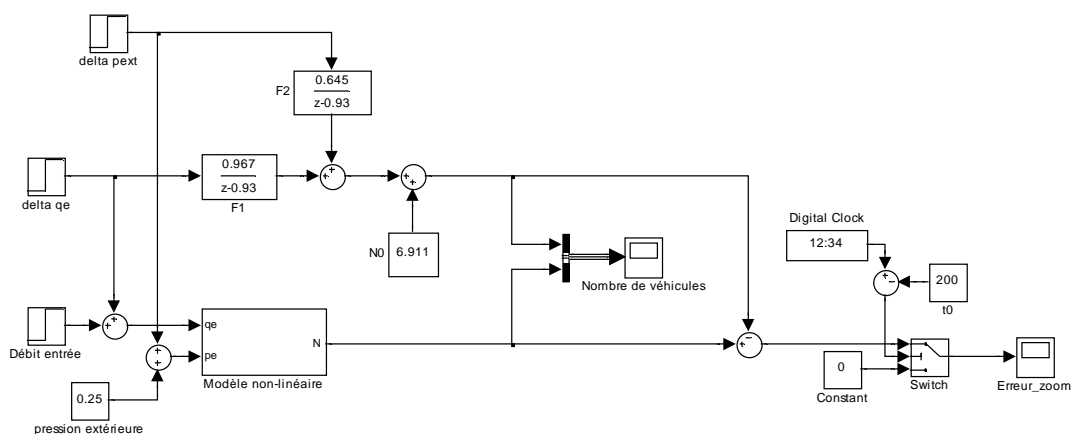 delta pext
0.645
z-0.93
F2
0.967
z-0.93
F1
delta qe
6.911
N0
Digital Clock
12:34
200
t0
Nombre de véhicules
Débit entrée
qe
pe
N
Modèle non-linéaire
0.25
pression extérieure
0
Constant
Switch
Erreur_zoom